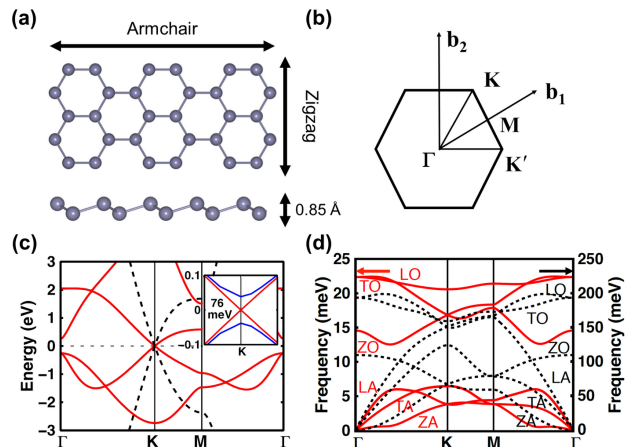 (a)
Armchair
Zigzag
0.85 Å
(b)
b₂
K
b₁
M
Γ
K′
(c)
Energy (eV)
3
2
1
0
−1
−2
−3
Γ
K
M
Γ
0.1
76
meV
−0.1
K
(d)
Frequency (meV)
25
20
15
10
5
0
LO
TO
ZO
LA
TA
ZA
LO
TO
ZO
LA
TA
ZA
250
200
150
100
50
0
Frequency (meV)
Γ
K
M
Γ